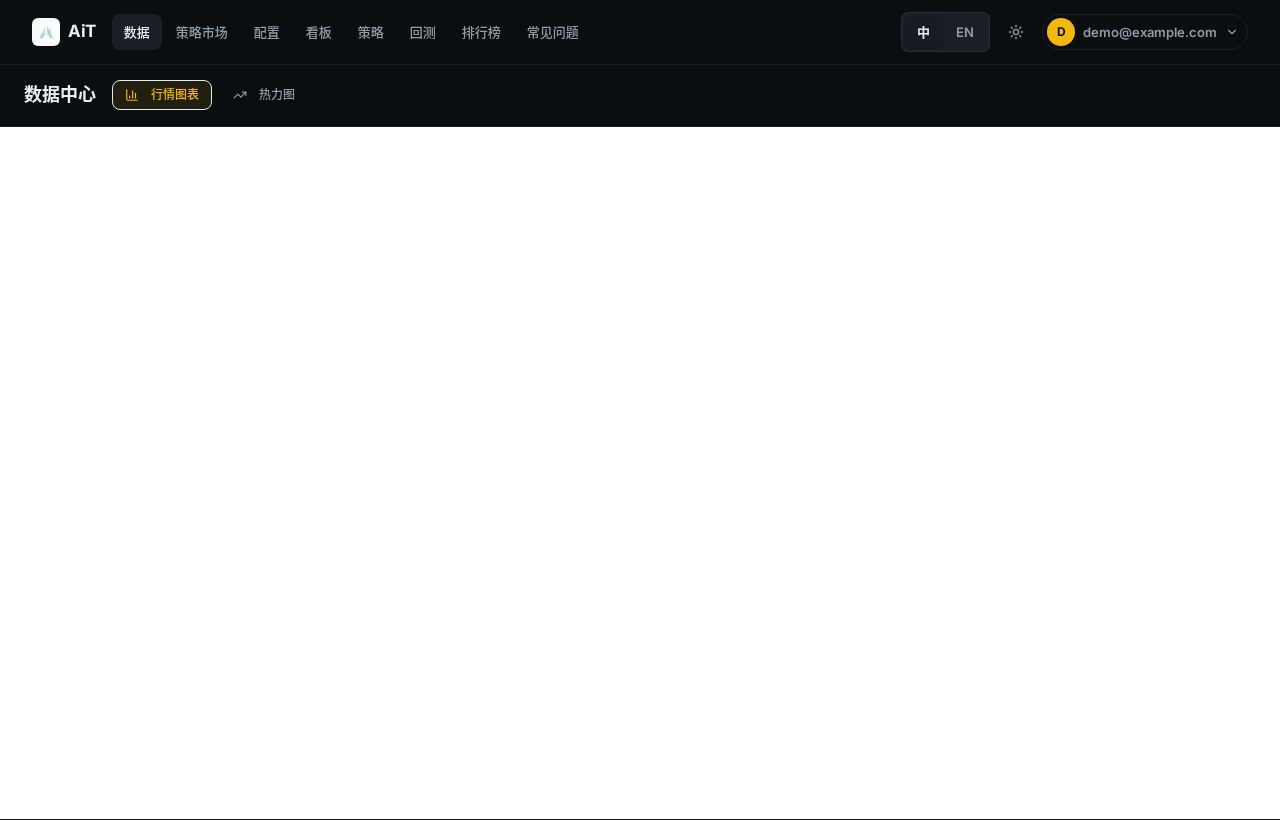 AiT 数据 策略市场 配置 看板 策略 回测 排行榜 常见问题 中 EN D demo@example.com
数据中心 行情图表 热力图